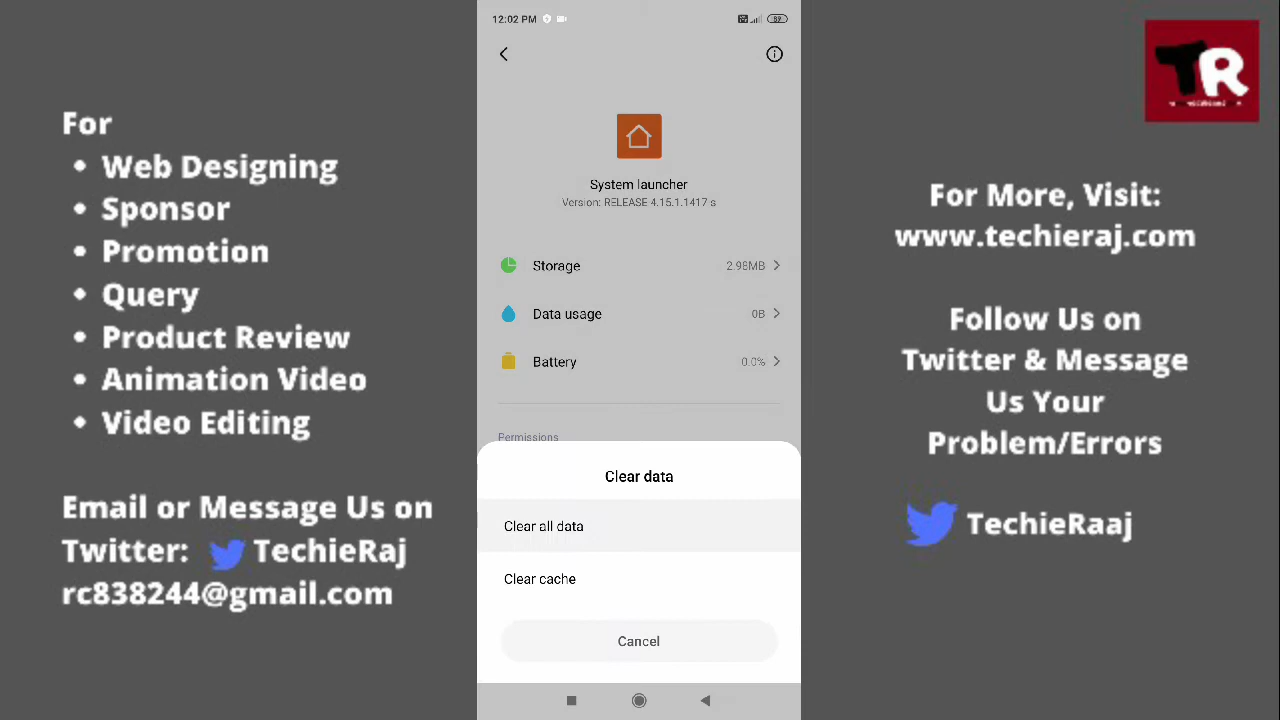 For
• Web Designing
• Sponsor
• Promotion
• Query
• Product Review
• Animation Video
• Video Editing
Email or Message Us on
Twitter: TechieRaj
rc838244@gmail.com
12:02 PM
89
System launcher
Version: RELEASE 4.15.1.1417 s
Storage 2.98MB
Data usage 0B
Battery 0.0%
Permissions
Clear data
Clear all data
Clear cache
Cancel
TR
For More, Visit:
www.techieraj.com
Follow Us on
Twitter & Message
Us Your
Problem/Errors
TechieRaaj